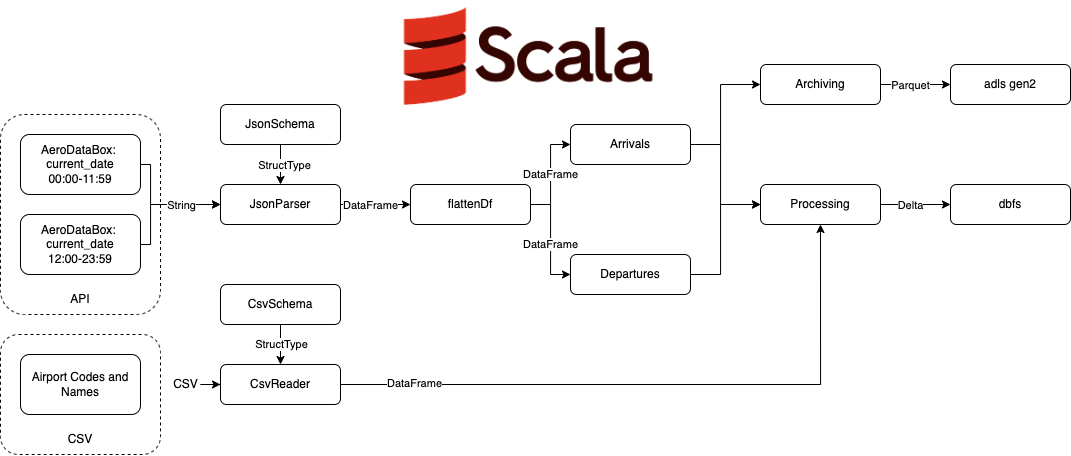 Scala
Archiving
Parquet
adls gen2
JsonSchema
StructType
AeroDataBox:
current_date
00:00-11:59
String
JsonParser
DataFrame
flattenDf
DataFrame
Arrivals
DataFrame
Departures
Processing
Delta
dbfs
AeroDataBox:
current_date
12:00-23:59
API
CsvSchema
StructType
Airport Codes and
Names
CSV
CSV
CsvReader
DataFrame